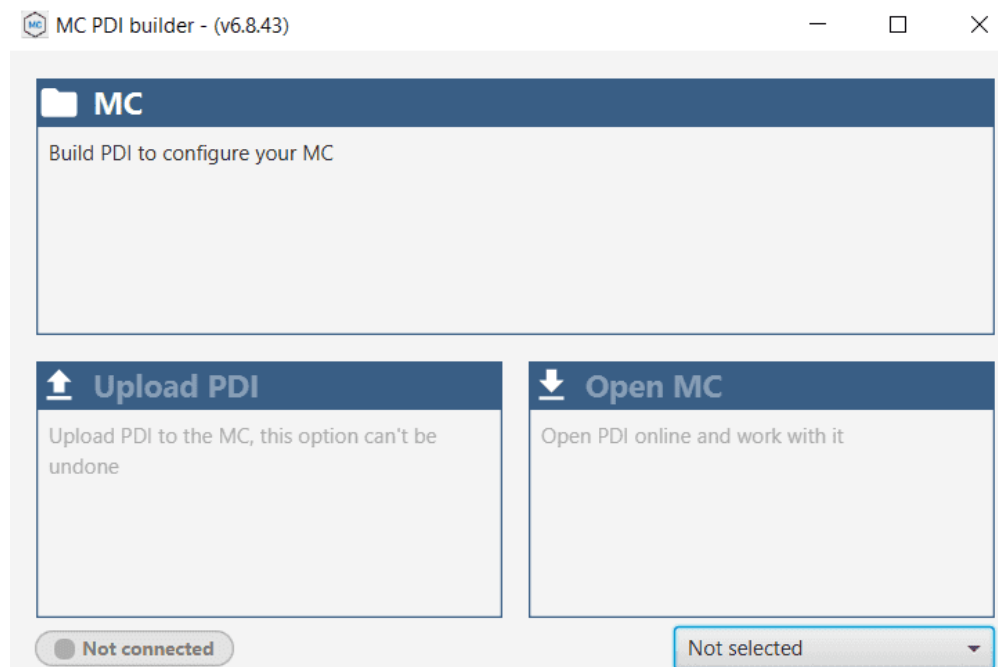 MC PDI builder - (v6.8.43)
MC
Build PDI to configure your MC
Upload PDI
Upload PDI to the MC, this option can't be
undone
Open MC
Open PDI online and work with it
Not connected
Not selected